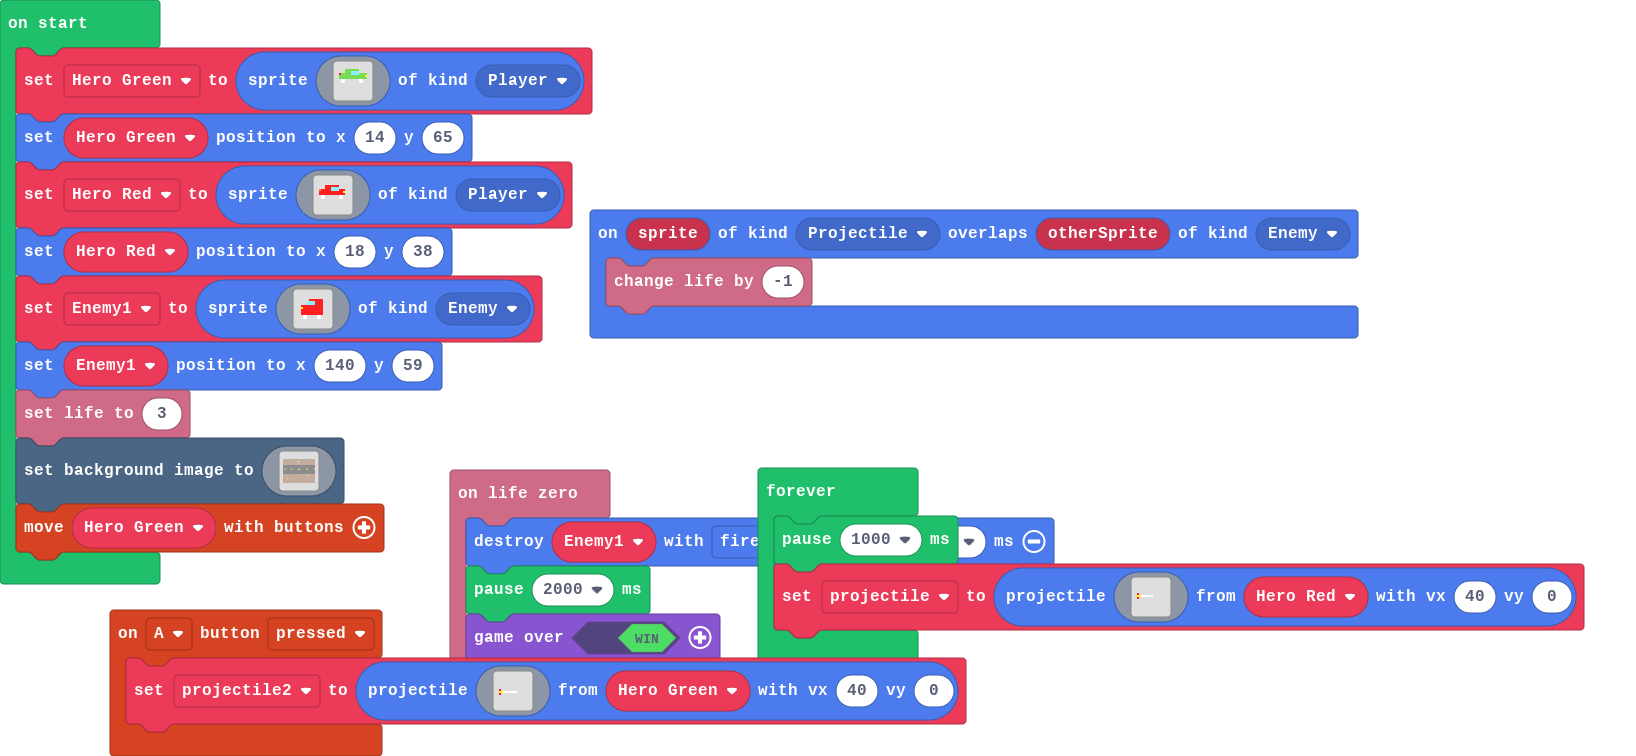 on start
set Hero Green to sprite of kind Player
set Hero Green position to x 14 y 65
set Hero Red to sprite of kind Player
set Hero Red position to x 18 y 38
set Enemy1 to sprite of kind Enemy
set Enemy1 position to x 140 y 59
set life to 3
set background image to
move Hero Green with buttons
on sprite of kind Projectile overlaps otherSprite of kind Enemy
change life by -1
on life zero
destroy Enemy1 with fire ms
pause 2000 ms
game over WIN
forever
pause 1000 ms
set projectile to projectile from Hero Red with vx 40 vy 0
on A button pressed
set projectile2 to projectile from Hero Green with vx 40 vy 0